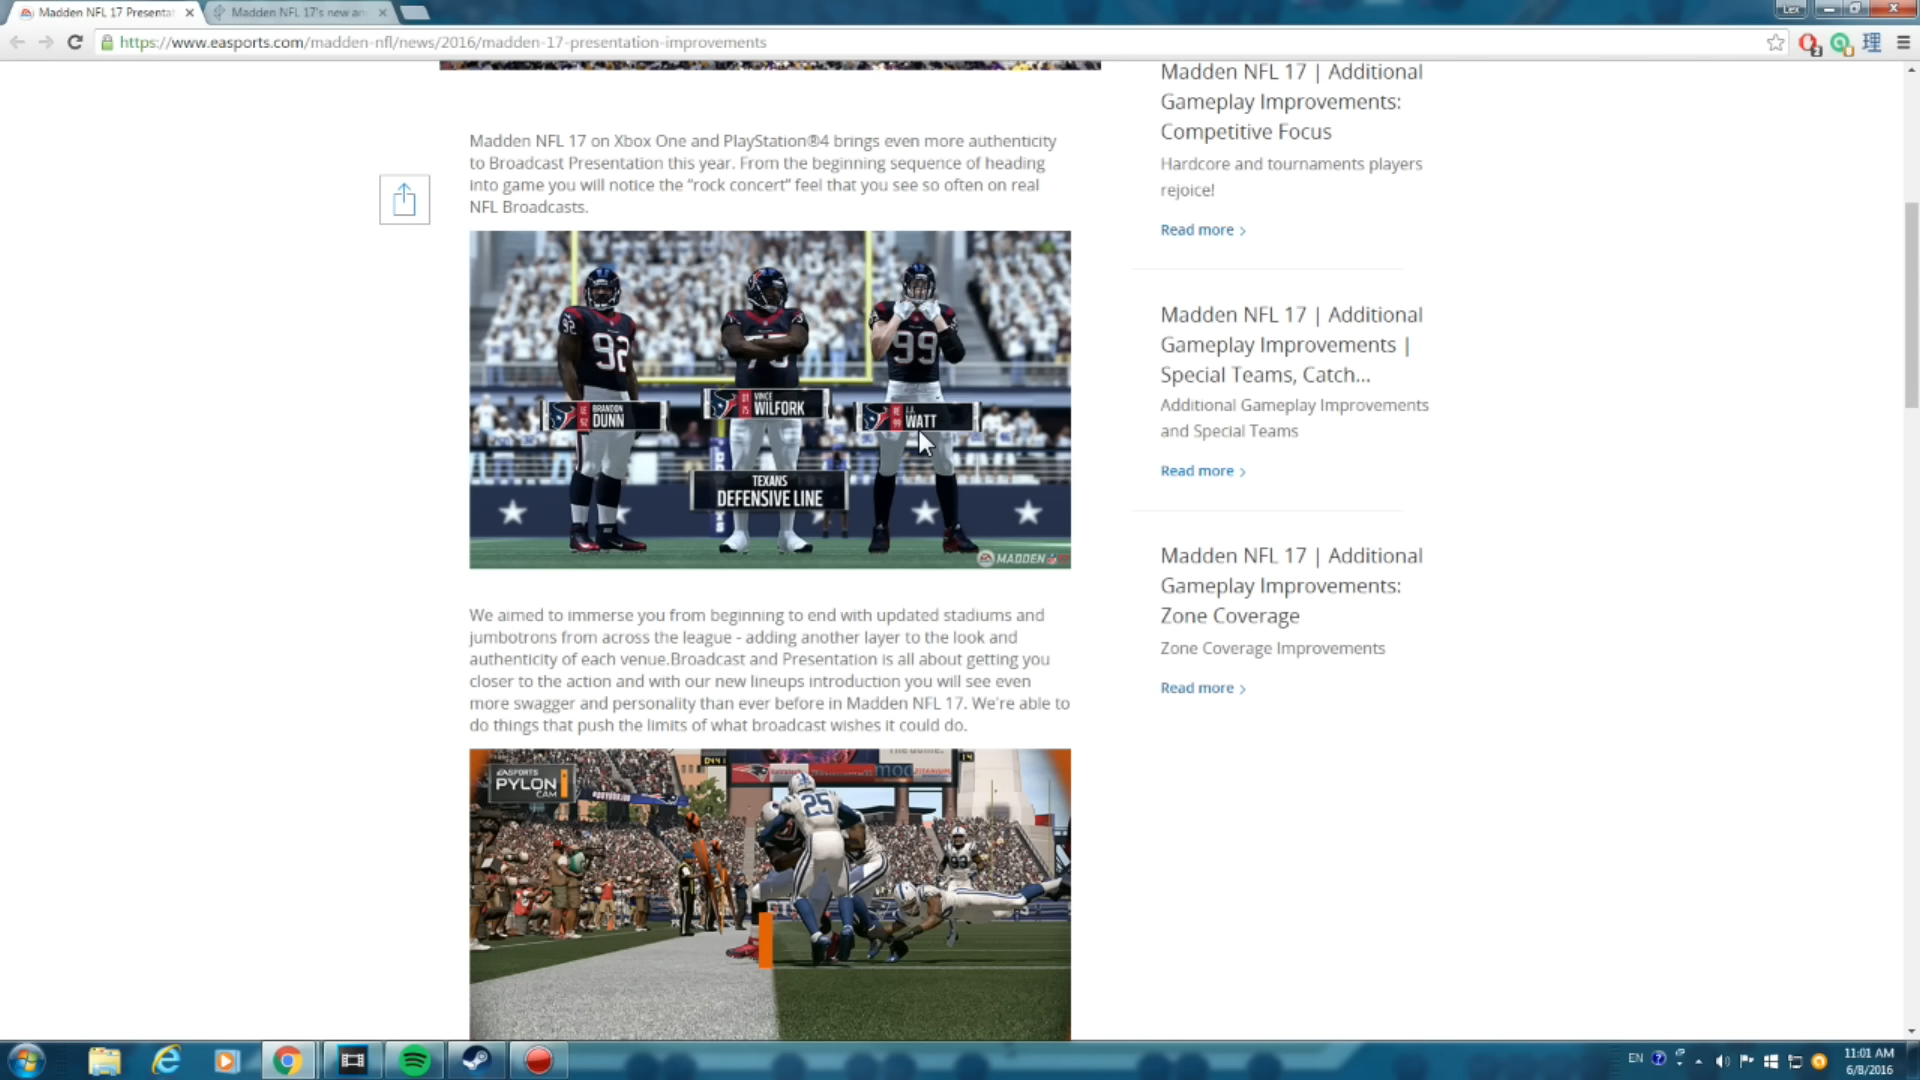 Madden NFL 17 Presenta
Madden NFL 17's new an
Lex
https://www.easports.com/madden-nfl/news/2016/madden-17-presentation-improvements
理
Madden NFL 17 on Xbox One and PlayStation®4 brings even more authenticity
to Broadcast Presentation this year. From the beginning sequence of heading
into game you will notice the “rock concert” feel that you see so often on real
NFL Broadcasts.
92
99
BRANDON
DUNN
VINCE
WILFORK
J.J.
WATT
TEXANS
DEFENSIVE LINE
MADDEN
We aimed to immerse you from beginning to end with updated stadiums and
jumbotrons from across the league - adding another layer to the look and
authenticity of each venue.Broadcast and Presentation is all about getting you
closer to the action and with our new lineups introduction you will see even
more swagger and personality than ever before in Madden NFL 17. We're able to
do things that push the limits of what broadcast wishes it could do.
EA SPORTS
PYLON
CAM
25
93
Madden NFL 17 | Additional
Gameplay Improvements:
Competitive Focus
Hardcore and tournaments players
rejoice!
Read more >
Madden NFL 17 | Additional
Gameplay Improvements |
Special Teams, Catch...
Additional Gameplay Improvements
and Special Teams
Read more >
Madden NFL 17 | Additional
Gameplay Improvements:
Zone Coverage
Zone Coverage Improvements
Read more >
EN
11:01 AM
6/8/2016